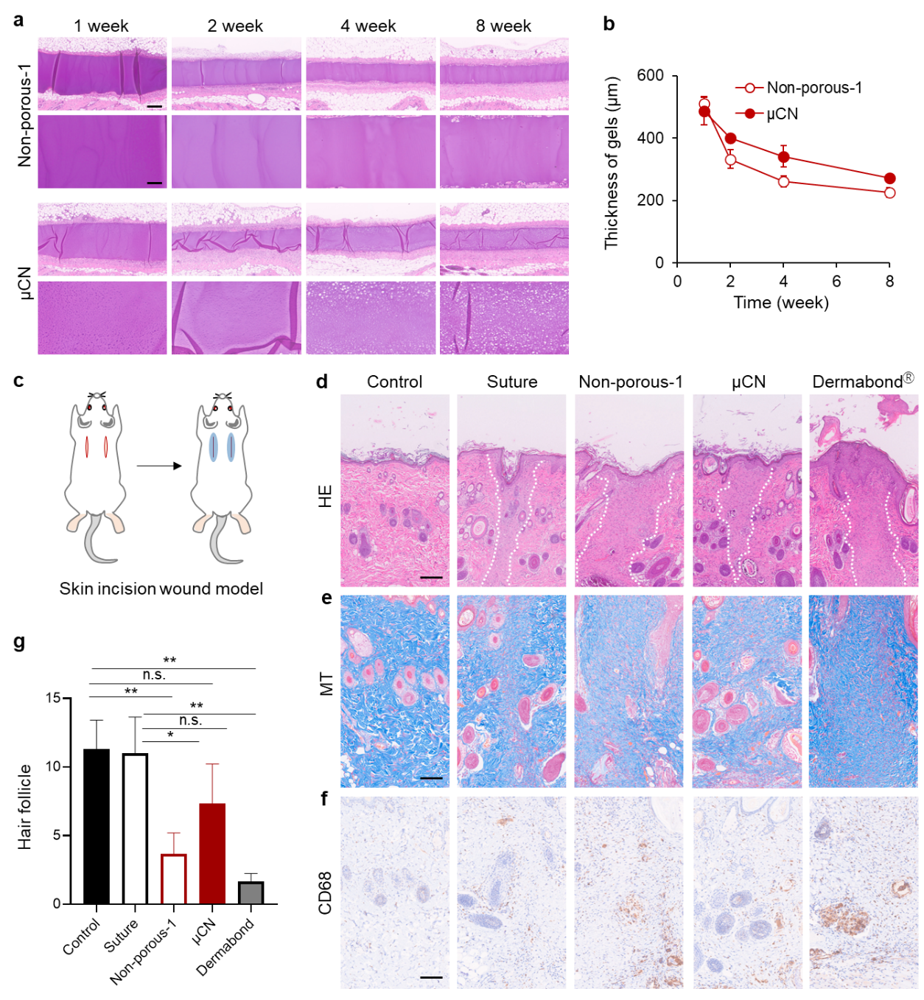 a
1 week
2 week
4 week
8 week
Non-porous-1
μCN
b
600
400
200
0
Thickness of gels (μm)
Non-porous-1
μCN
0
2
4
6
8
Time (week)
c
Skin incision wound model
d
Control
Suture
Non-porous-1
μCN
Dermabond®
HE
e
MT
f
CD68
g
**
n.s.
**
**
n.s.
*
15
10
5
0
Hair follicle
Control
Suture
Non-porous-1
μCN
Dermabond